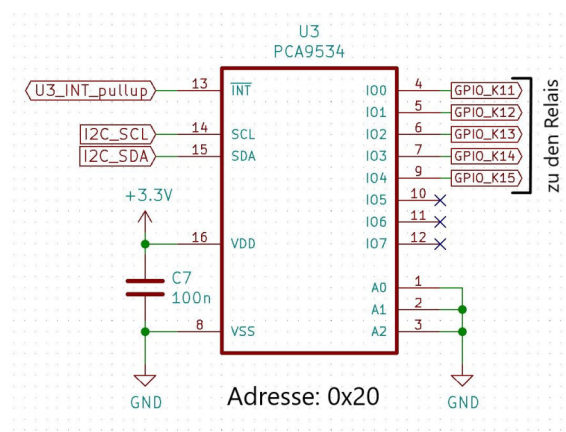 U3
PCA9534
U3_INT_pullup 13 INT
I2C_SCL 14 SCL
I2C_SDA 15 SDA
+3.3V
16 VDD
C7
100n
8 VSS
GND
IO0 4 GPIO_K11
IO1 5 GPIO_K12
IO2 6 GPIO_K13
IO3 7 GPIO_K14
IO4 9 GPIO_K15
IO5 10
IO6 11
IO7 12
zu den Relais
A0 1
A1 2
A2 3
GND
Adresse: 0x20